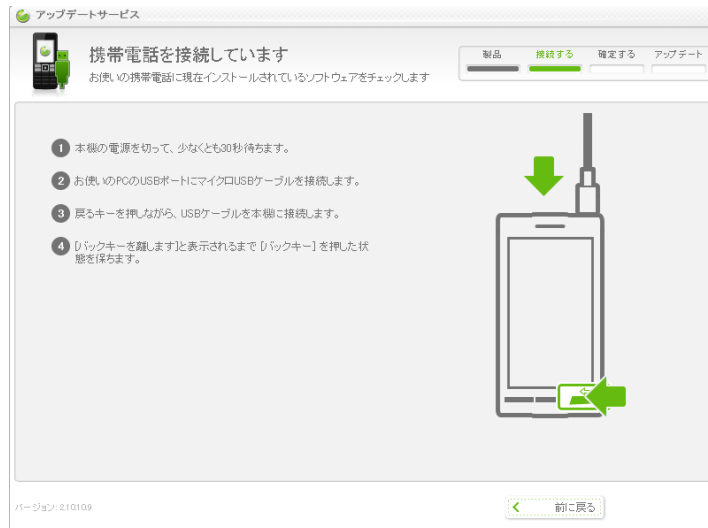 アップデートサービス
携帯電話を接続しています
お使いの携帯電話に現在インストールされているソフトウェアをチェックします
製品 接続する 確定する アップデート
1 本機の電源を切って、少なくとも30秒待ちます。
2 お使いのPCのUSBポートにマイクロUSBケーブルを接続します。
3 戻るキーを押しながら、USBケーブルを本機に接続します。
4 [バックキーを離します]と表示されるまで [バックキー] を押した状
態を保ちます。
バージョン: 2.10.10.9
前に戻る